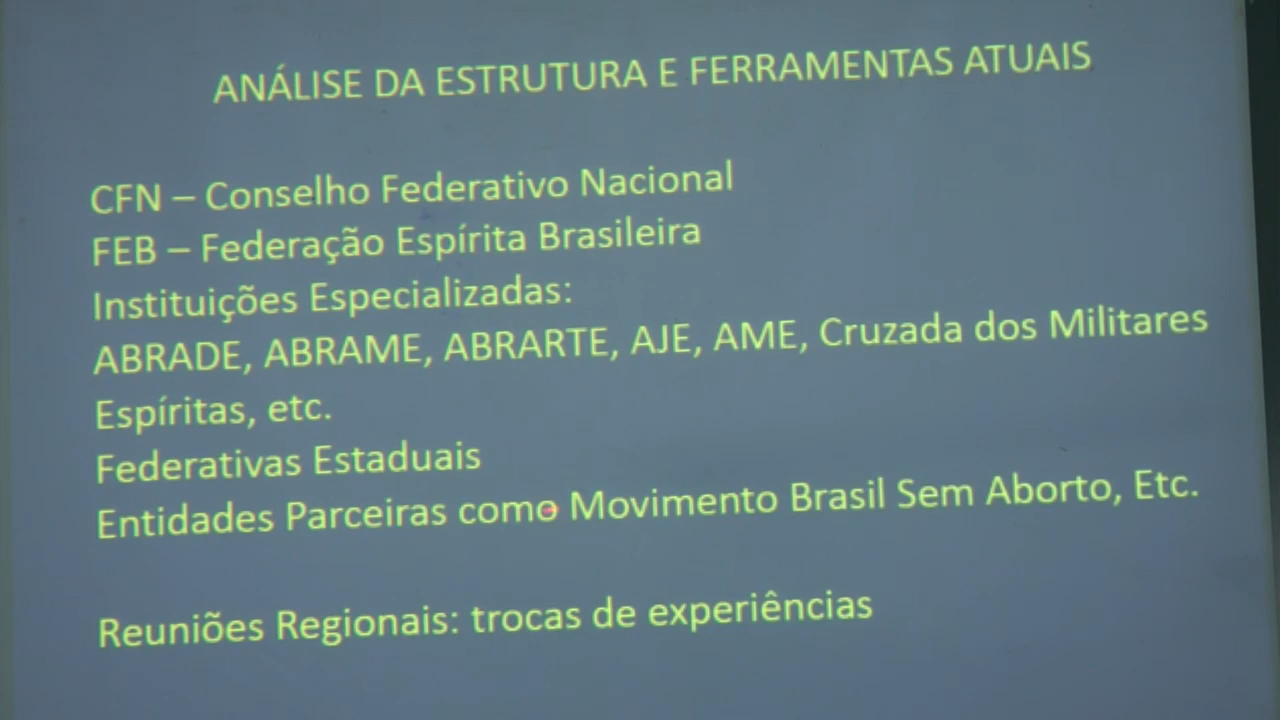 ANÁLISE DA ESTRUTURA E FERRAMENTAS ATUAIS
CFN – Conselho Federativo Nacional
FEB – Federação Espírita Brasileira
Instituições Especializadas:
ABRADE, ABRAME, ABRARTE, AJE, AME, Cruzada dos Militares
Espíritas, etc.
Federativas Estaduais
Entidades Parceiras como Movimento Brasil Sem Aborto, Etc.
Reuniões Regionais: trocas de experiências